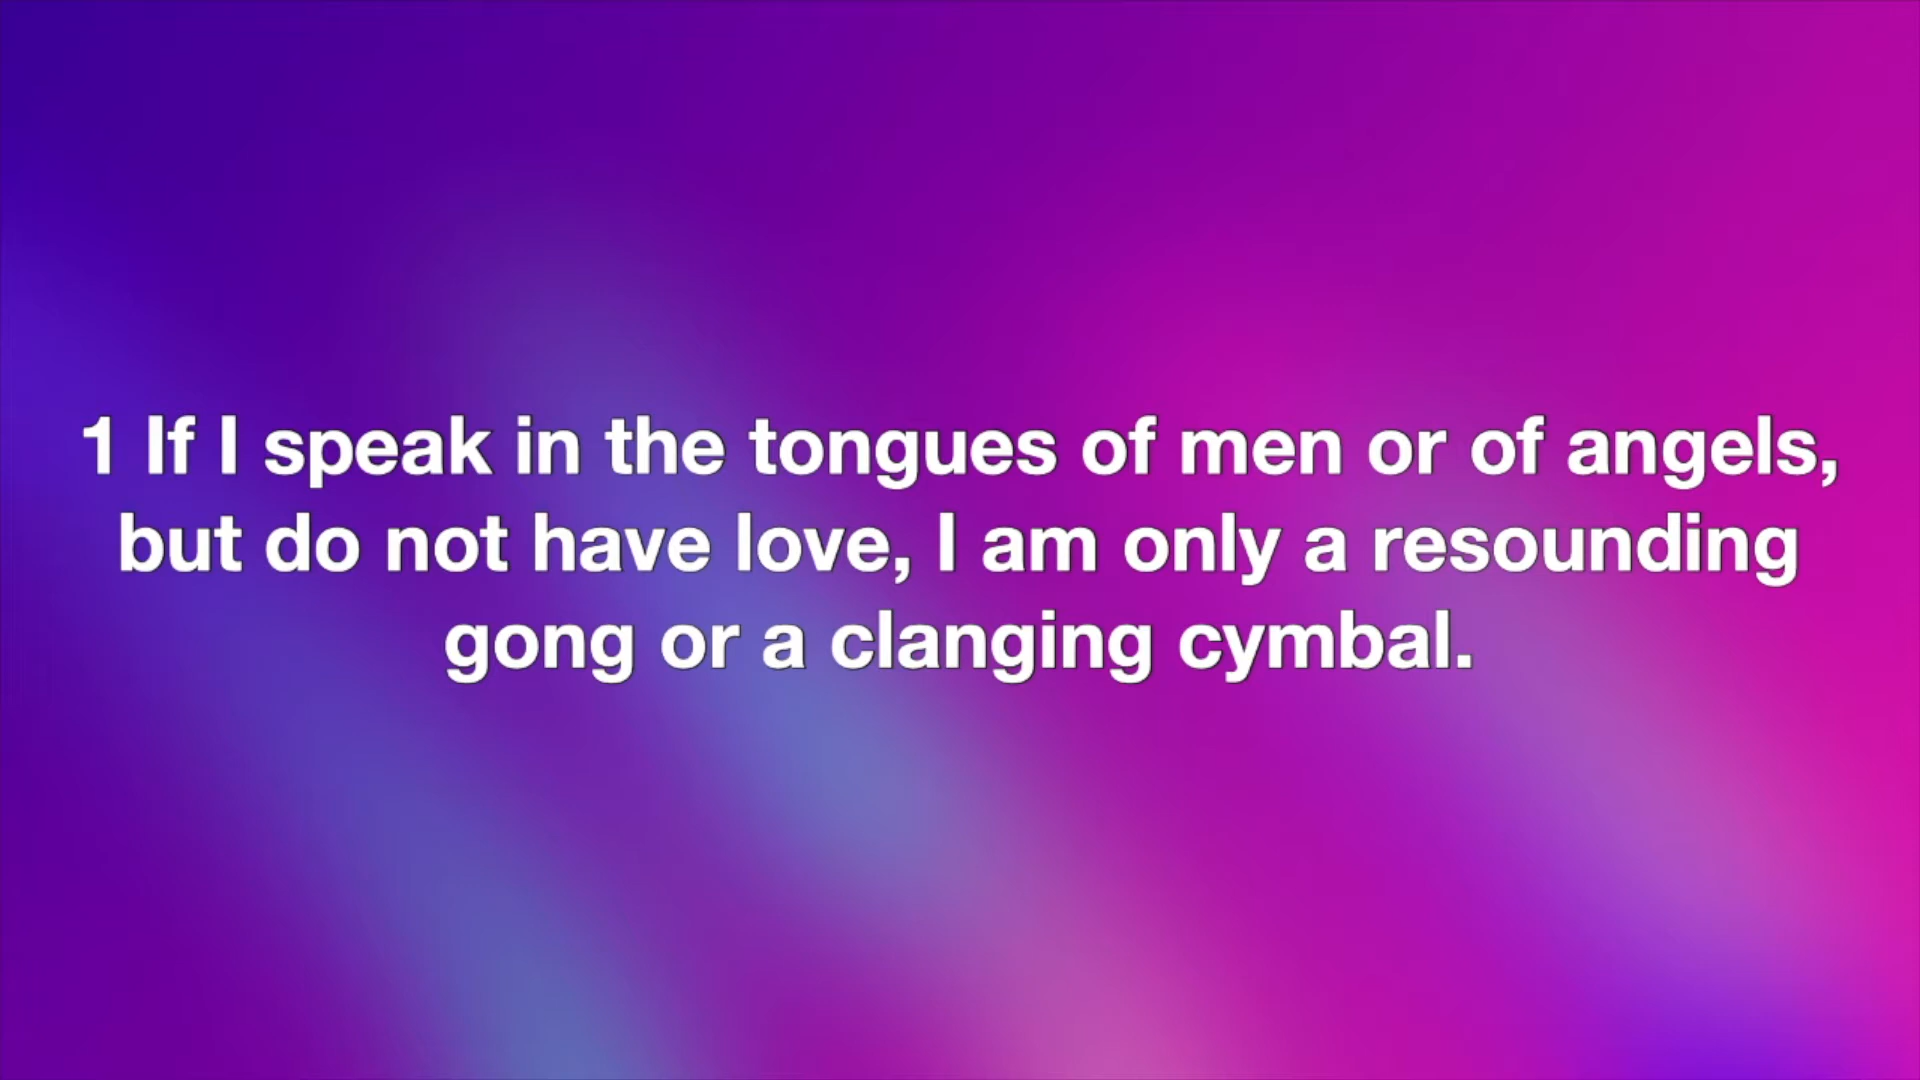 1 If I speak in the tongues of men or of angels,
but do not have love, I am only a resounding
gong or a clanging cymbal.